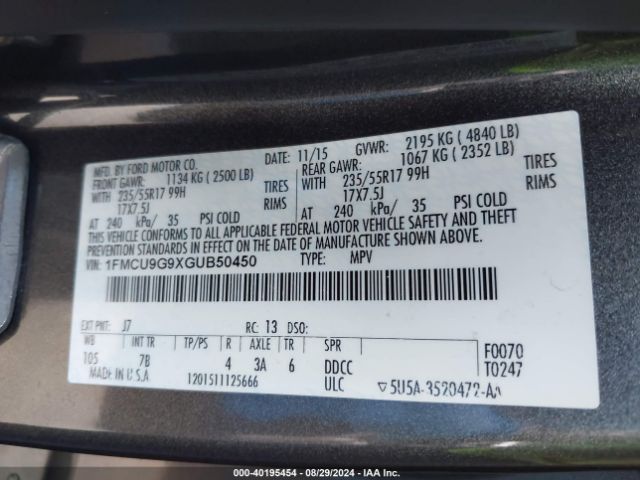 MFD. BY FORD MOTOR CO.
DATE: 11/15 GVWR: 2195 KG ( 4840 LB)
FRONT GAWR: 1134 KG ( 2500 LB) REAR GAWR: 1067 KG ( 2352 LB)
WITH 235/55R17 99H TIRES WITH 235/55R17 99H TIRES
17X7.5J RIMS 17X7.5J RIMS
AT 240 kPa/ 35 PSI COLD AT 240 kPa/ 35 PSI COLD
THIS VEHICLE CONFORMS TO ALL APPLICABLE FEDERAL MOTOR VEHICLE SAFETY AND THEFT
PREVENTION STANDARDS IN EFFECT ON THE DATE OF MANUFACTURE SHOWN ABOVE.
VIN: 1FMCU9G9XGUB50450 TYPE: MPV
EXT PNT: J7 RC: 13 DSO:
WB INT TR TP/PS R AXLE TR SPR F0070
105 7B 4 3A 6 DDCC T0247
MADE IN U.S.A 1201511125666 ULC 5U5A-3520472-AA
000-40195454 - 08/29/2024 - IAA Inc.